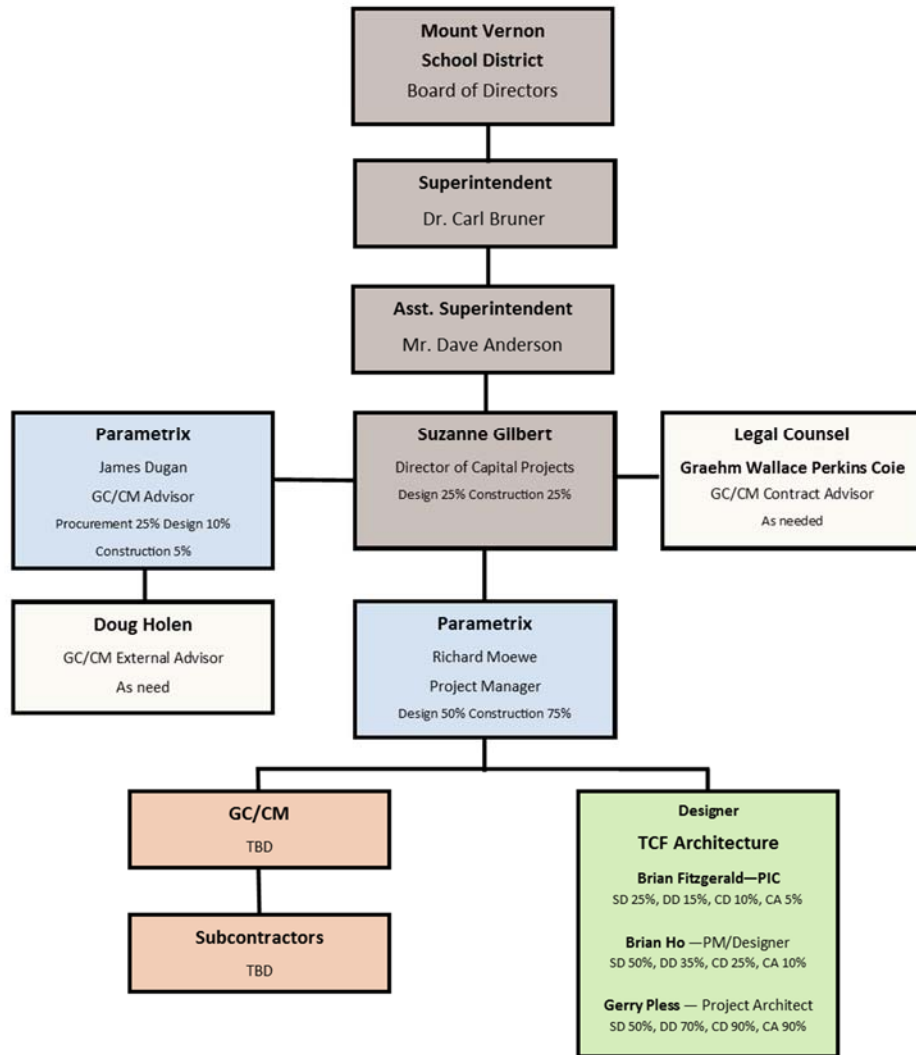 Mount Vernon
School District
Board of Directors
Superintendent
Dr. Carl Bruner
Asst. Superintendent
Mr. Dave Anderson
Parametrix
James Dugan
GC/CM Advisor
Procurement 25% Design 10%
Construction 5%
Suzanne Gilbert
Director of Capital Projects
Design 25% Construction 25%
Legal Counsel
Graehm Wallace Perkins Coie
GC/CM Contract Advisor
As needed
Doug Holen
GC/CM External Advisor
As need
Parametrix
Richard Moewe
Project Manager
Design 50% Construction 75%
GC/CM
TBD
Subcontractors
TBD
Designer
TCF Architecture
Brian Fitzgerald—PIC
SD 25%, DD 15%, CD 10%, CA 5%
Brian Ho —PM/Designer
SD 50%, DD 35%, CD 25%, CA 10%
Gerry Pless — Project Architect
SD 50%, DD 70%, CD 90%, CA 90%